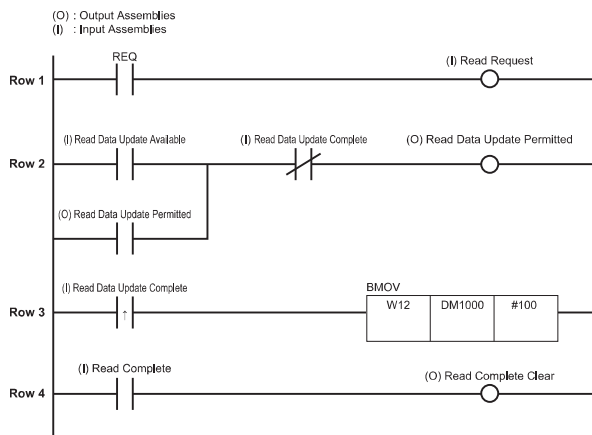 (O) : Output Assemblies
(I) : Input Assemblies
REQ
(I) Read Request
Row 1
(I) Read Data Update Available
(I) Read Data Update Complete
(O) Read Data Update Permitted
Row 2
(O) Read Data Update Permitted
(I) Read Data Update Complete
BMOV
Row 3
↑
W12
DM1000
#100
(I) Read Complete
(O) Read Complete Clear
Row 4